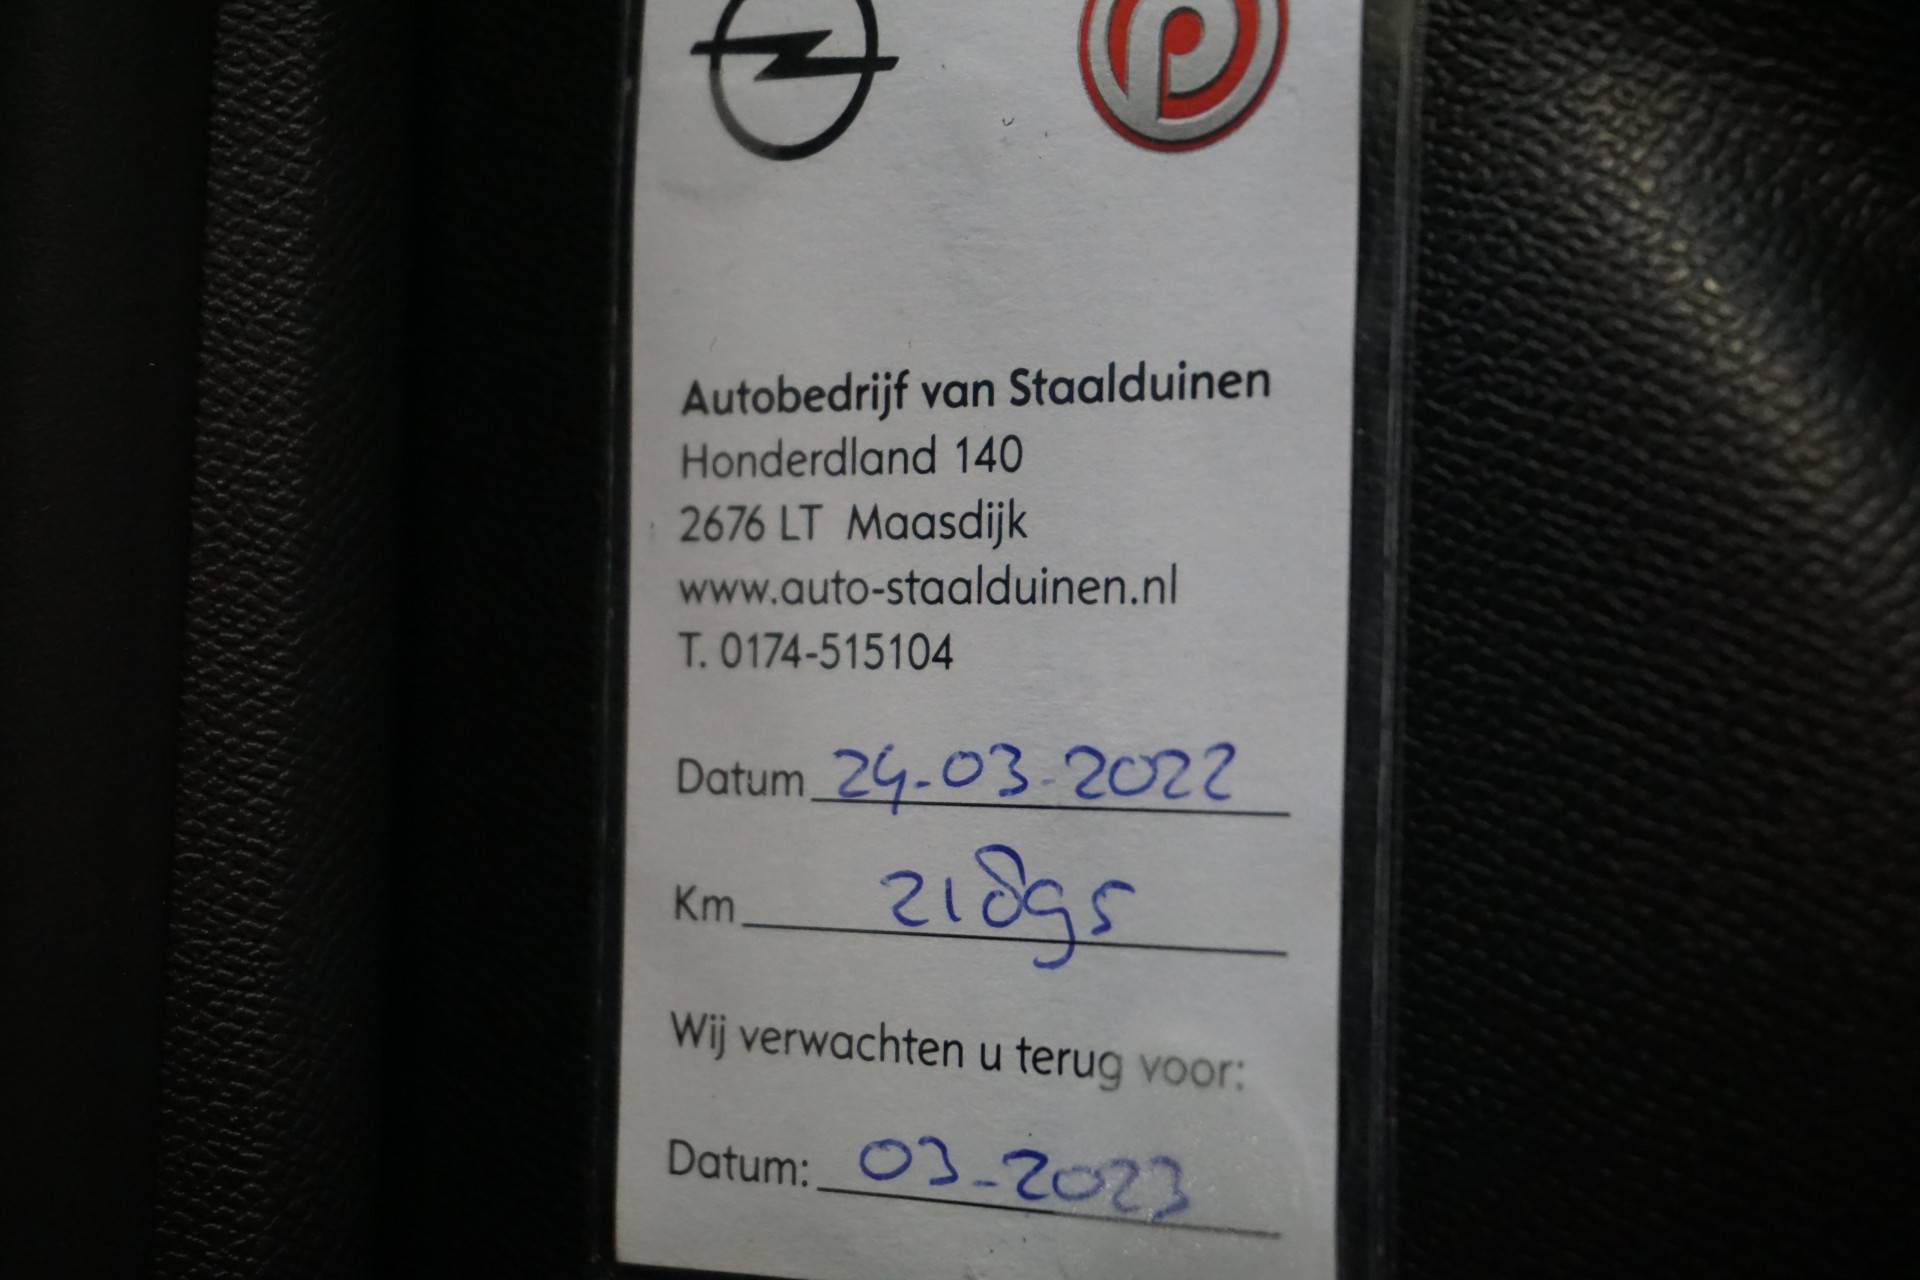 Autobedrijf van Staalduinen
Honderdland 140
2676 LT Maasdijk
www.auto-staalduinen.nl
T. 0174-515104
Datum 24-03-2022
Km 21895
Wij verwachten u terug voor:
Datum: 03-2023